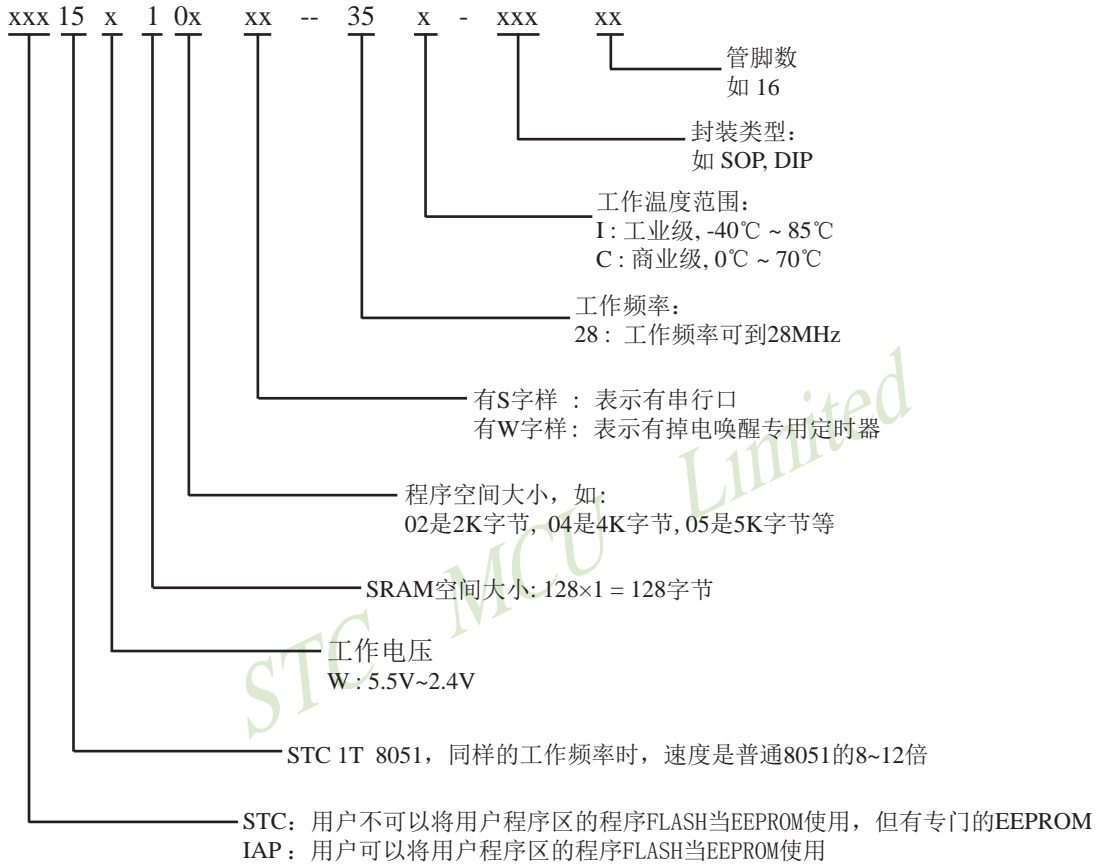 xxx 15 x 1 0x xx -- 35 x - xxx xx
管脚数
如 16
封装类型：
如 SOP, DIP
工作温度范围：
I : 工业级, -40℃ ~ 85℃
C : 商业级, 0℃ ~ 70℃
工作频率：
28 : 工作频率可到28MHz
有S字样 : 表示有串行口
有W字样 : 表示有掉电唤醒专用定时器
程序空间大小，如:
02是2K字节, 04是4K字节, 05是5K字节等
SRAM空间大小: 128×1 = 128字节
工作电压
W : 5.5V~2.4V
STC 1T 8051，同样的工作频率时，速度是普通8051的8~12倍
STC：用户不可以将用户程序区的程序FLASH当EEPROM使用，但有专门的EEPROM
IAP：用户可以将用户程序区的程序FLASH当EEPROM使用
STC MCU Limited